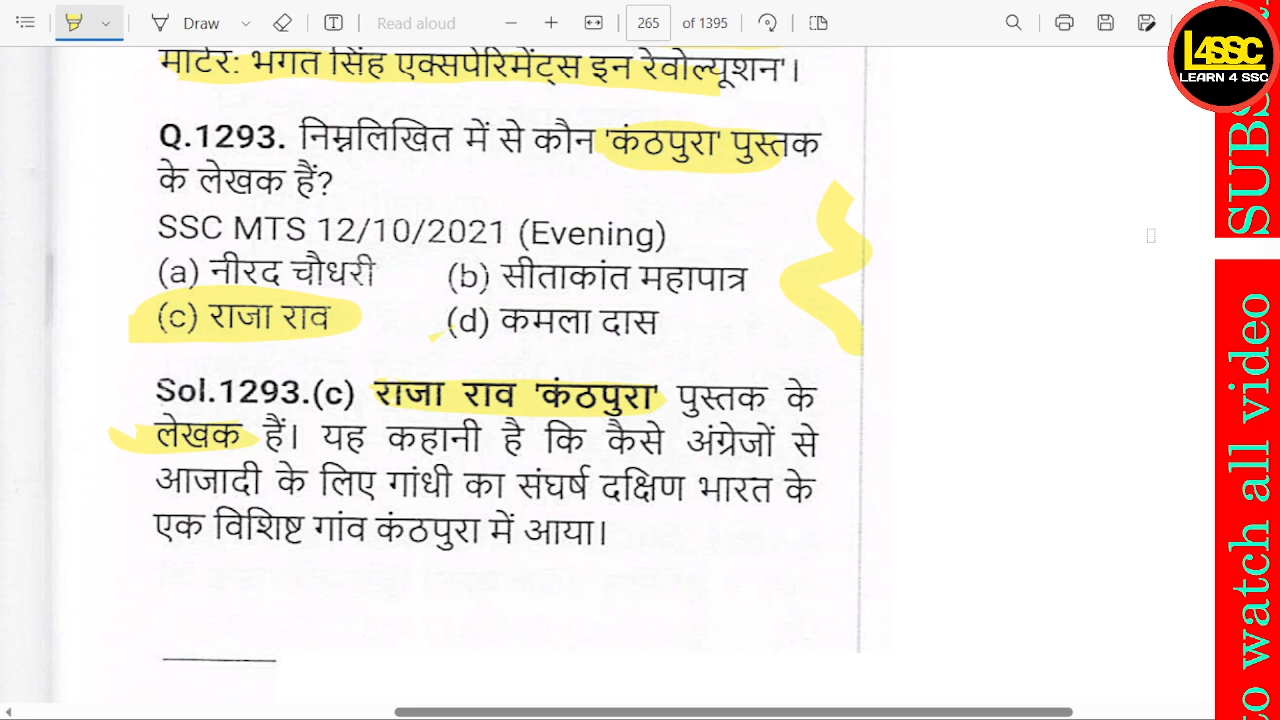 Draw
T
Read aloud
265 of 1395
L4SSC
LEARN 4 SSC
मार्टर: भगत सिंह एक्सपेरिमेंट्स इन रेवोल्यूशन'।
Q.1293. निम्नलिखित में से कौन 'कंठपुरा' पुस्तक
के लेखक हैं?
SSC MTS 12/10/2021 (Evening)
(a) नीरद चौधरी (b) सीताकांत महापात्र
(c) राजा राव (d) कमला दास
Sol.1293.(c) राजा राव 'कंठपुरा' पुस्तक के
लेखक हैं। यह कहानी है कि कैसे अंग्रेजों से
आजादी के लिए गांधी का संघर्ष दक्षिण भारत के
एक विशिष्ट गांव कंठपुरा में आया।
SUBS
to watch all video